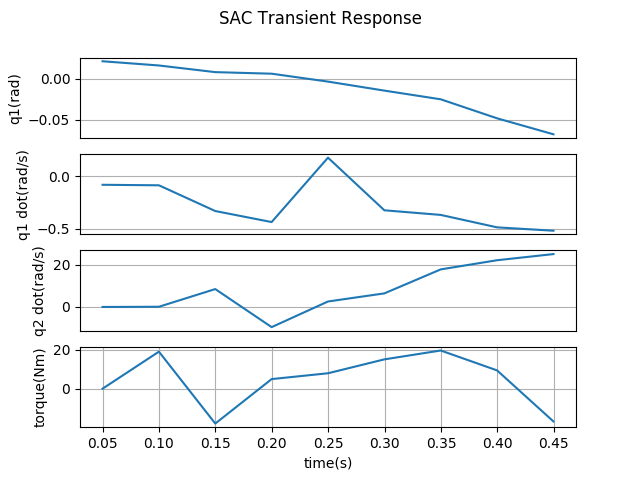 SAC Transient Response
q1(rad)
0.00
−0.05
q1 dot(rad/s)
0.0
−0.5
q2 dot(rad/s)
20
0
torque(Nm)
20
0
0.05 0.10 0.15 0.20 0.25 0.30 0.35 0.40 0.45
time(s)